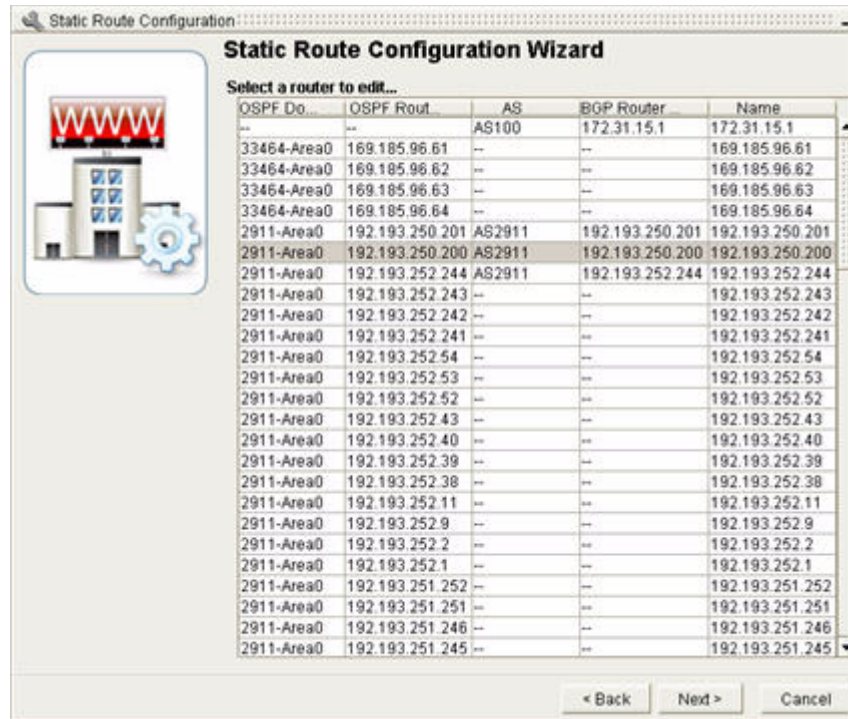 Static Route Configuration
Static Route Configuration Wizard
WWW
Select a router to edit...
OSPF Do... OSPF Rout... AS BGP Router ... Name
-- -- AS100 172.31.15.1 172.31.15.1
33464-Area0 169.185.96.61 -- -- 169.185.96.61
33464-Area0 169.185.96.62 -- -- 169.185.96.62
33464-Area0 169.185.96.63 -- -- 169.185.96.63
33464-Area0 169.185.96.64 -- -- 169.185.96.64
2911-Area0 192.193.250.201 AS2911 192.193.250.201 192.193.250.201
2911-Area0 192.193.250.200 AS2911 192.193.250.200 192.193.250.200
2911-Area0 192.193.252.244 AS2911 192.193.252.244 192.193.252.244
2911-Area0 192.193.252.243 -- -- 192.193.252.243
2911-Area0 192.193.252.242 -- -- 192.193.252.242
2911-Area0 192.193.252.241 -- -- 192.193.252.241
2911-Area0 192.193.252.54 -- -- 192.193.252.54
2911-Area0 192.193.252.53 -- -- 192.193.252.53
2911-Area0 192.193.252.52 -- -- 192.193.252.52
2911-Area0 192.193.252.43 -- -- 192.193.252.43
2911-Area0 192.193.252.40 -- -- 192.193.252.40
2911-Area0 192.193.252.39 -- -- 192.193.252.39
2911-Area0 192.193.252.38 -- -- 192.193.252.38
2911-Area0 192.193.252.11 -- -- 192.193.252.11
2911-Area0 192.193.252.9 -- -- 192.193.252.9
2911-Area0 192.193.252.2 -- -- 192.193.252.2
2911-Area0 192.193.252.1 -- -- 192.193.252.1
2911-Area0 192.193.251.252 -- -- 192.193.251.252
2911-Area0 192.193.251.251 -- -- 192.193.251.251
2911-Area0 192.193.251.246 -- -- 192.193.251.246
2911-Area0 192.193.251.245 -- -- 192.193.251.245
< Back Next > Cancel